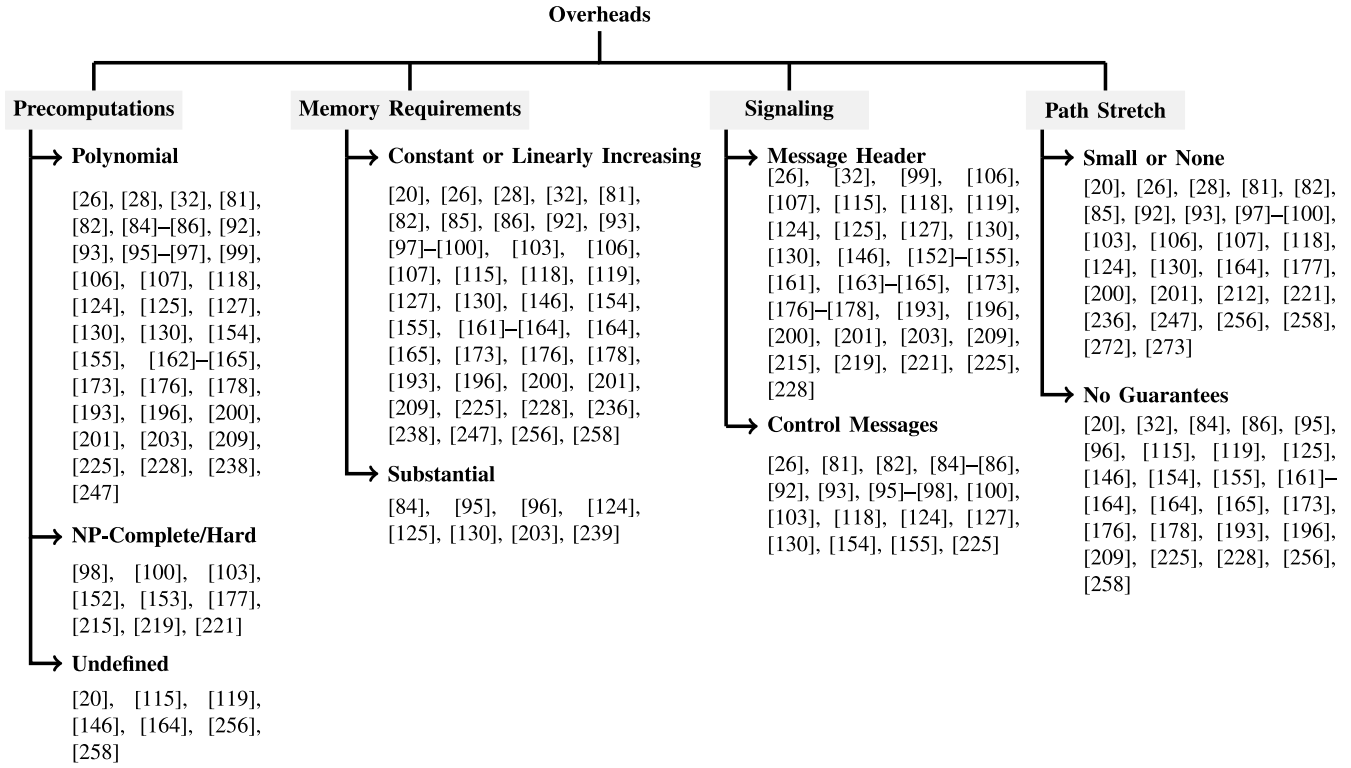 Overheads
Precomputations
Polynomial
[26], [28], [32], [81],
[82], [84]–[86], [92],
[93], [95]–[97], [99],
[106], [107], [118],
[124], [125], [127],
[130], [130], [154],
[155], [162]–[165],
[173], [176], [178],
[193], [196], [200],
[201], [203], [209],
[225], [228], [238],
[247]
NP-Complete/Hard
[98], [100], [103],
[152], [153], [177],
[215], [219], [221]
Undefined
[20], [115], [119],
[146], [164], [256],
[258]
Memory Requirements
Constant or Linearly Increasing
[20], [26], [28], [32], [81],
[82], [85], [86], [92], [93],
[97]–[100], [103], [106],
[107], [115], [118], [119],
[127], [130], [146], [154],
[155], [161]–[164], [164],
[165], [173], [176], [178],
[193], [196], [200], [201],
[209], [225], [228], [236],
[238], [247], [256], [258]
Substantial
[84], [95], [96], [124],
[125], [130], [203], [239]
Signaling
Message Header
[26], [32], [99], [106],
[107], [115], [118], [119],
[124], [125], [127], [130],
[130], [146], [152]–[155],
[161], [163]–[165], [173],
[176]–[178], [193], [196],
[200], [201], [203], [209],
[215], [219], [221], [225],
[228]
Control Messages
[26], [81], [82], [84]–[86],
[92], [93], [95]–[98], [100],
[103], [118], [124], [127],
[130], [154], [155], [225]
Path Stretch
Small or None
[20], [26], [28], [81], [82],
[85], [92], [93], [97]–[100],
[103], [106], [107], [118],
[124], [130], [164], [177],
[200], [201], [212], [221],
[236], [247], [256], [258],
[272], [273]
No Guarantees
[20], [32], [84], [86], [95],
[96], [115], [119], [125],
[146], [154], [155], [161]–
[164], [164], [165], [173],
[176], [178], [193], [196],
[209], [225], [228], [256],
[258]